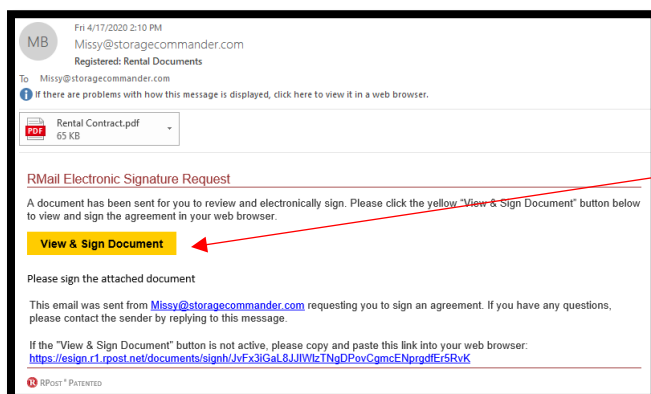 Fri 4/17/2020 2:10 PM
MB
Missy@storagecommander.com
Registered: Rental Documents
To Missy@storagecommander.com
If there are problems with how this message is displayed, click here to view it in a web browser.
PDF
Rental Contract.pdf
65 KB
RMail Electronic Signature Request
A document has been sent for you to review and electronically sign. Please click the yellow "View & Sign Document" button below
to view and sign the agreement in your web browser.
View & Sign Document
Please sign the attached document
This email was sent from Missy@storagecommander.com requesting you to sign an agreement. If you have any questions,
please contact the sender by replying to this message.
If the "View & Sign Document" button is not active, please copy and paste this link into your web browser:
https://esign.r1.rpost.net/documents/signh/JvFx3iGaL8JJIWIzTNgDPovCgmcENprgdfEr5RvK
R RPost® Patented